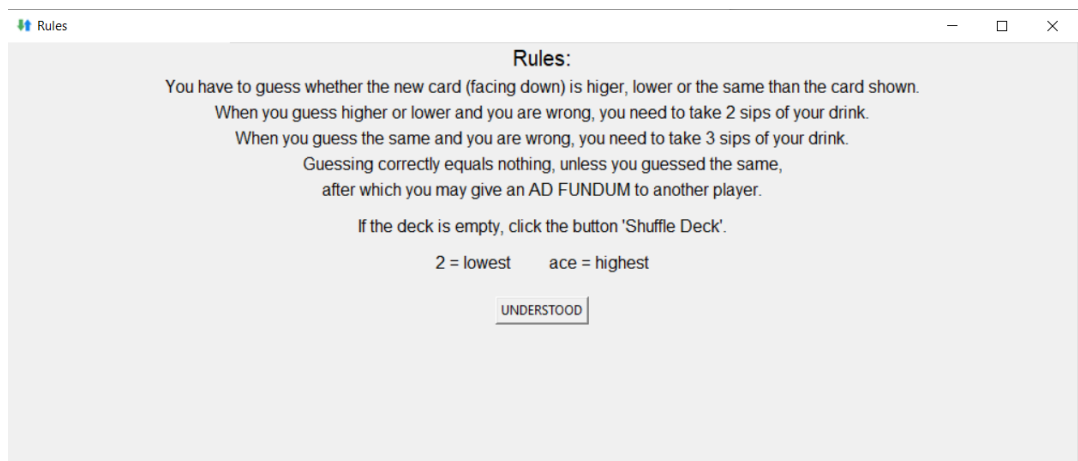 Rules
Rules:
You have to guess whether the new card (facing down) is higer, lower or the same than the card shown.
When you guess higher or lower and you are wrong, you need to take 2 sips of your drink.
When you guess the same and you are wrong, you need to take 3 sips of your drink.
Guessing correctly equals nothing, unless you guessed the same,
after which you may give an AD FUNDUM to another player.
If the deck is empty, click the button 'Shuffle Deck'.
2 = lowest ace = highest
UNDERSTOOD